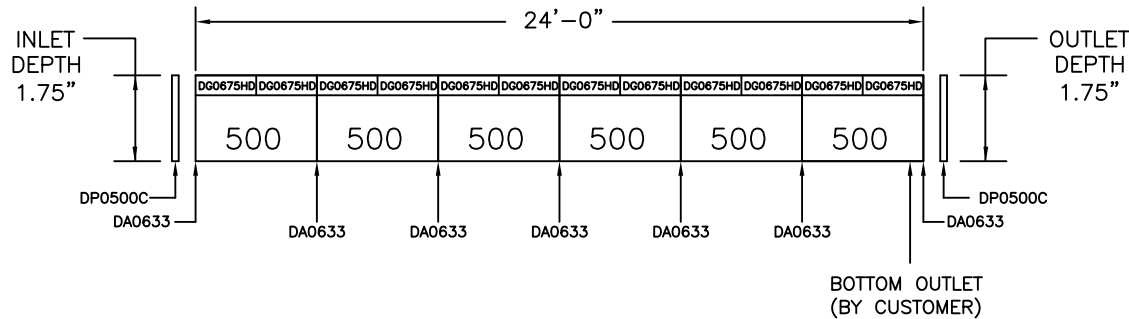 24'-0"
INLET
DEPTH
1.75"
OUTLET
DEPTH
1.75"
DG0675HD DG0675HD DG0675HD DG0675HD DG0675HD DG0675HD DG0675HD DG0675HD DG0675HD DG0675HD DG0675HD DG0675HD
500 500 500 500 500 500
DP0500C
DP0500C
DA0633
DA0633
DA0633 DA0633 DA0633 DA0633 DA0633
BOTTOM OUTLET
(BY CUSTOMER)